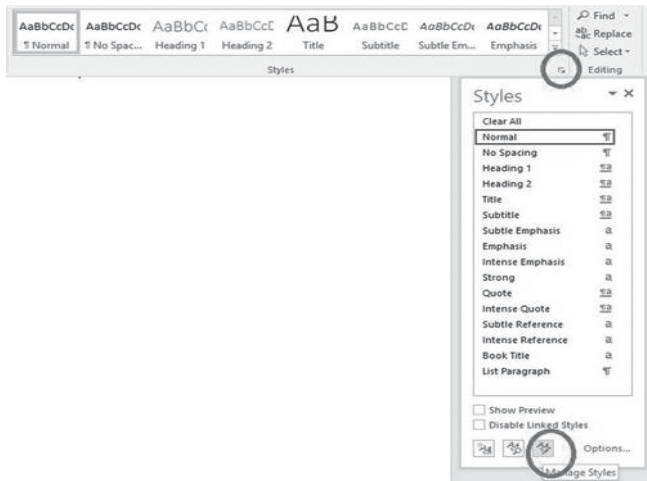 AaBbCcDc AaBbCcDc AaBbCc AaBbCcE AaB AaBbCcC AaBbCcDc AaBbCcDc
¶ Normal ¶ No Spac... Heading 1 Heading 2 Title Subtitle Subtle Em... Emphasis
Find
Replace
Select
Styles
Editing
Styles
Clear All
Normal ¶
No Spacing ¶
Heading 1 ¶a
Heading 2 ¶a
Title ¶a
Subtitle ¶a
Subtle Emphasis a
Emphasis a
Intense Emphasis a
Strong a
Quote ¶a
Intense Quote ¶a
Subtle Reference a
Intense Reference a
Book Title a
List Paragraph ¶
Show Preview
Disable Linked Styles
Options...
Manage Styles